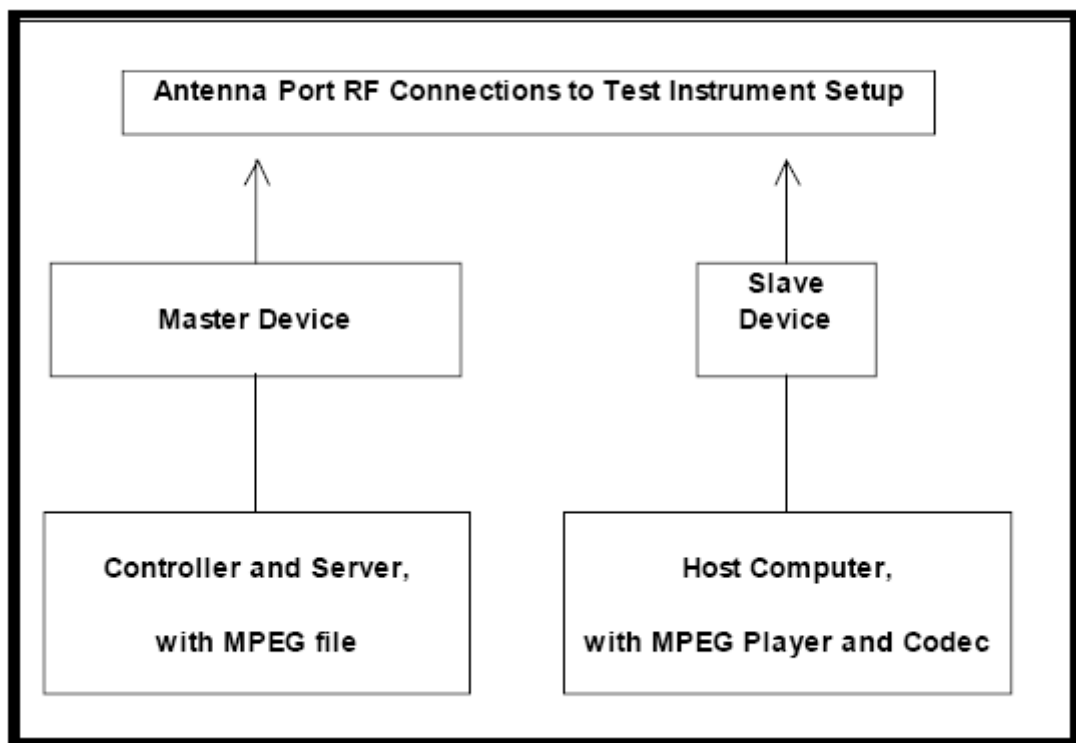 Antenna Port RF Connections to Test Instrument Setup
Master Device
Slave
Device
Controller and Server,
with MPEG file
Host Computer,
with MPEG Player and Codec